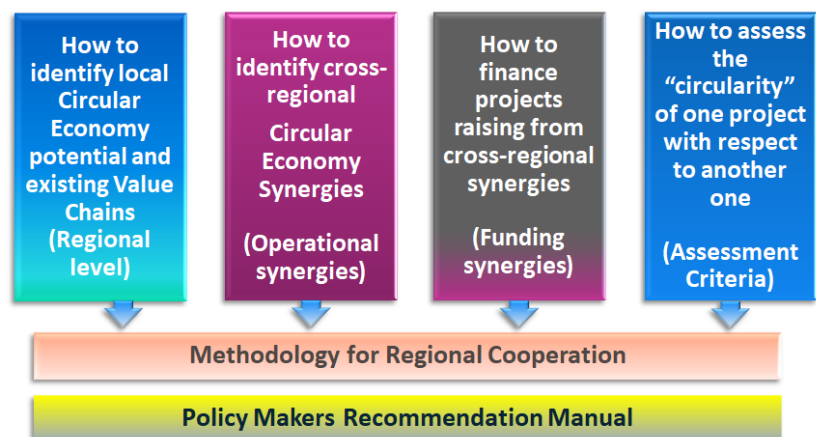 How to
identify local
Circular
Economy
potential and
existing Value
Chains
(Regional
level)
How to
identify cross-
regional
Circular
Economy
Synergies
(Operational
synergies)
How to
finance
projects
raising from
cross-regional
synergies
(Funding
synergies)
How to assess
the
“circularity”
of one project
with respect
to another
one
(Assessment
Criteria)
Methodology for Regional Cooperation
Policy Makers Recommendation Manual